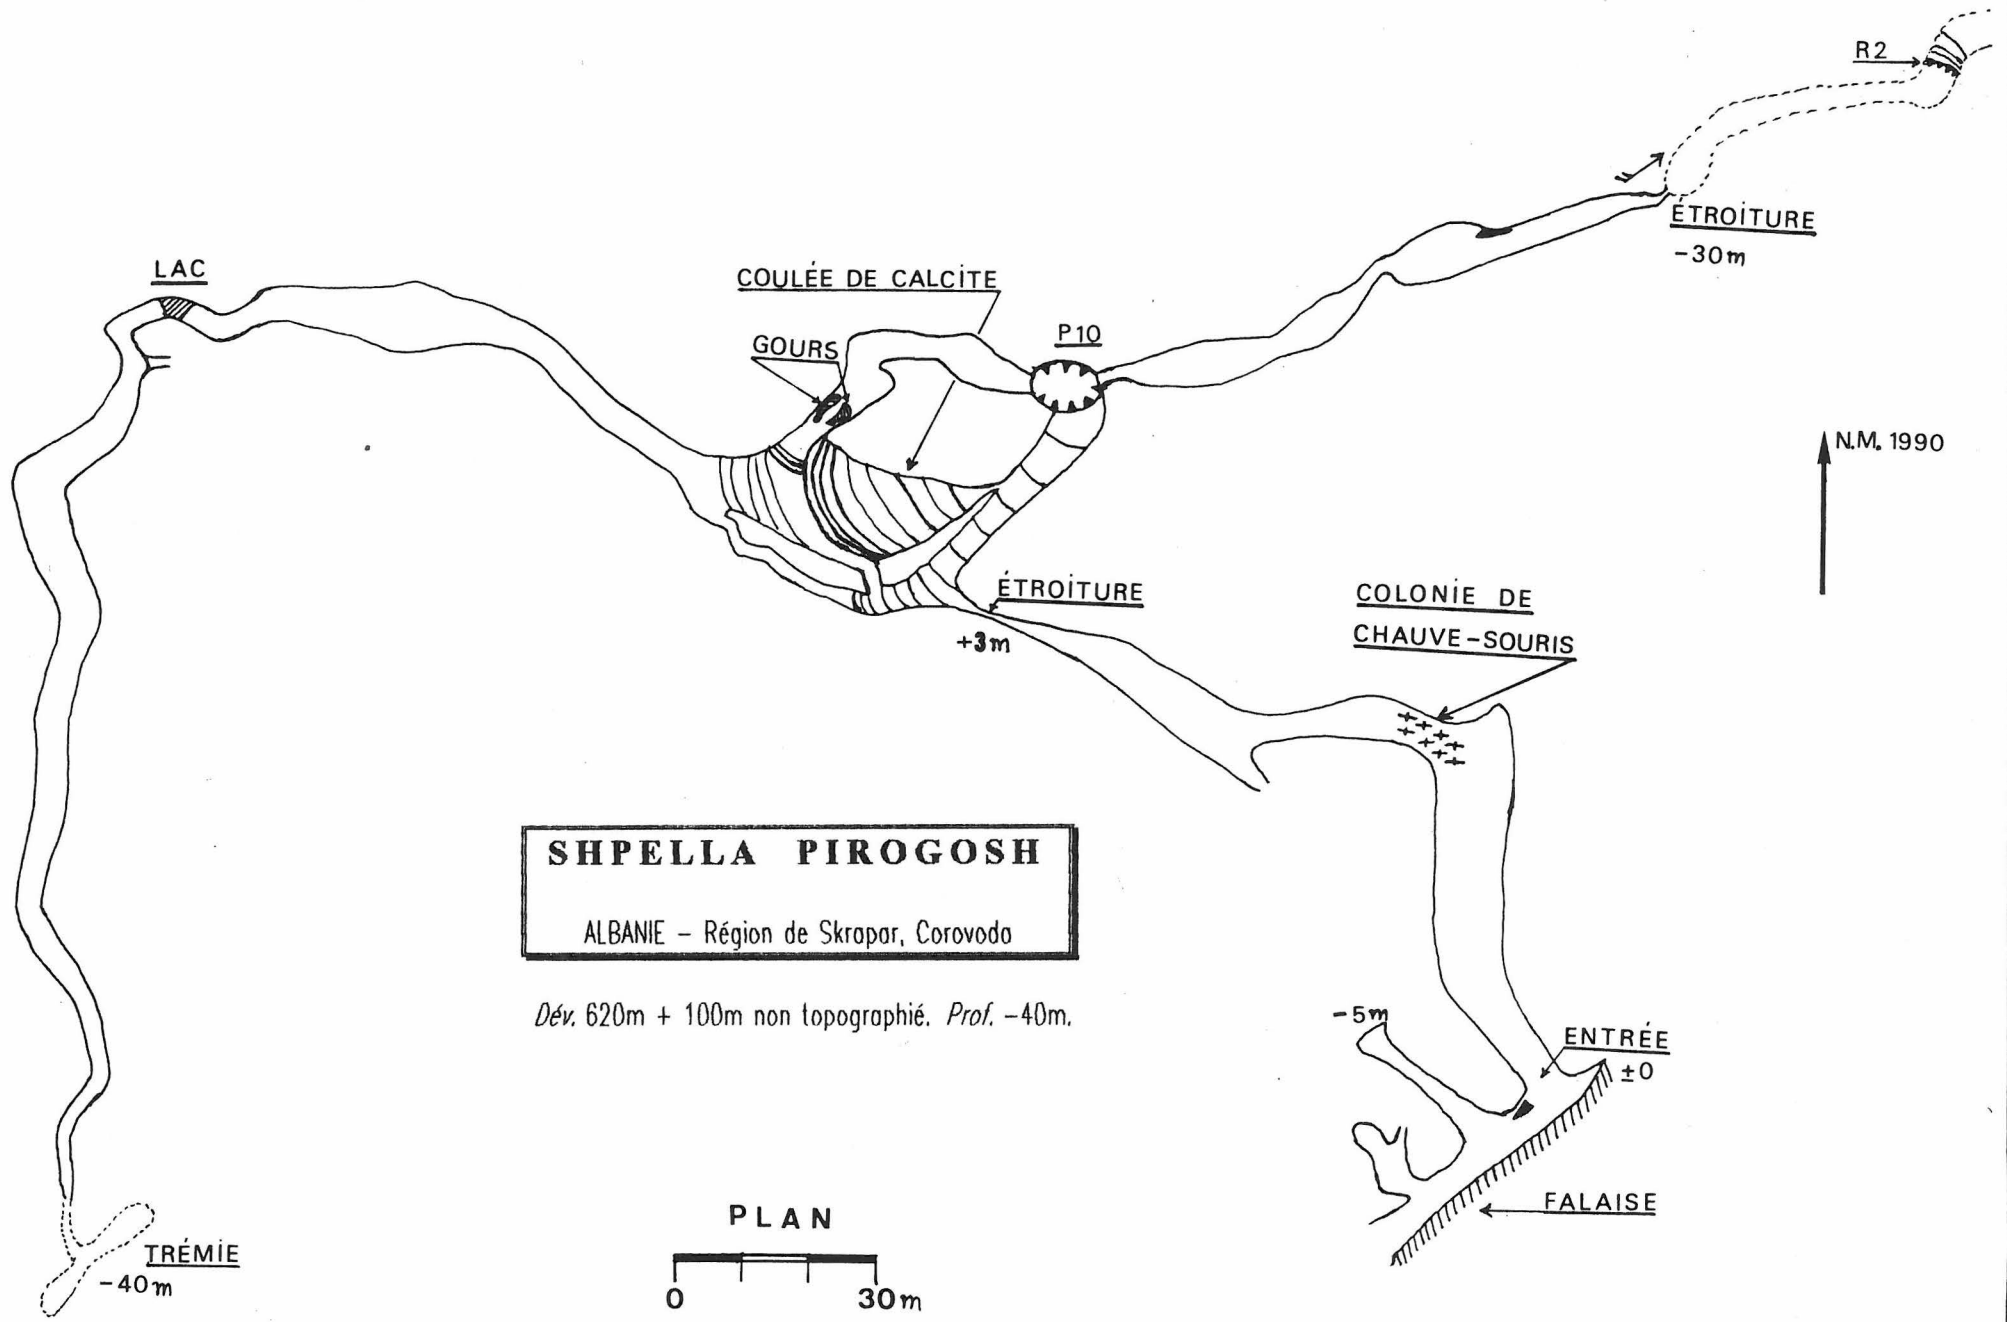 R2
ÉTROITURE
-30m
LAC
COULÉE DE CALCITE
P10
GOURS
N.M. 1990
ÉTROITURE
+3m
COLONIE DE
CHAUVE-SOURIS
SHPELLA PIROGOSH
ALBANIE – Région de Skrapar, Corovoda
Dév. 620m + 100m non topographié. Prof. -40m.
-5m
ENTRÉE
±0
FALAISE
PLAN
TRÉMIE
-40m
0 30m